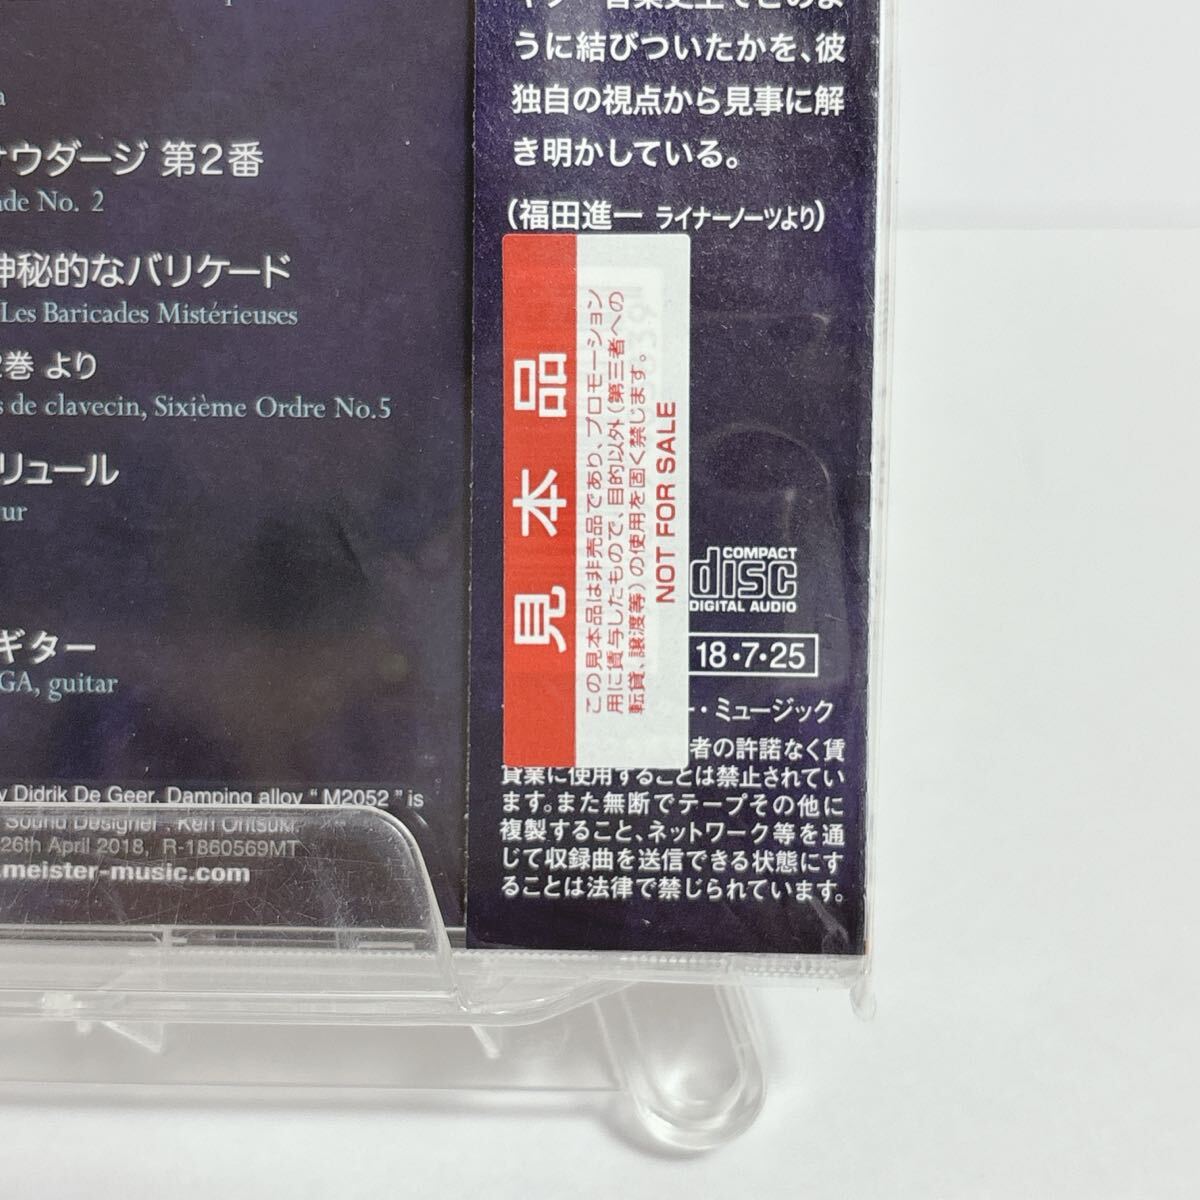 サウダージ 第2番
No. 2
神秘的なバリケード
Les Baricades Mistérieuses
巻 より
de clavecin, Sixième Ordre No.5
リュール
ギター
GA, guitar
Didrik De Geer, Damping alloy “ M2052 ” is
Sound Designer , Ken Oritsuki.
26th April 2018, R-1860569MT
.meister-music.com
うに結びついたかを、彼
独自の視点から見事に解
き明かしている。
(福田進一 ライナーノーツより)
見本品
この見本品は非売品であり、プロモーション
用に貸与したもので、目的以外(第三者への
転貸、譲渡等)の使用を固く禁じます。
NOT FOR SALE
COMPACT
disc
DIGITAL AUDIO
18・7・25
ー・ミュージック
者の許諾なく賃
貸業に使用することは禁止されてい
ます。また無断でテープその他に
複製すること、ネットワーク等を通
じて収録曲を送信できる状態にす
ることは法律で禁じられています。